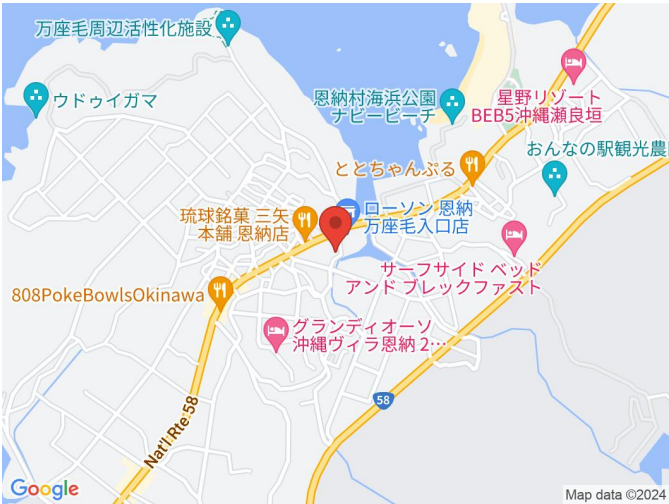 万座毛周辺活性化施設
ウドゥイガマ
恩納村海浜公園
ナビービーチ
星野リゾート
BEB5沖縄瀬良垣
ととちゃんぷる
おんなの駅観光農
琉球銘菓 三矢
本舗 恩納店
ローソン 恩納
万座毛入口店
サーフサイド ベッド
アンド ブレックファスト
808PokeBowlsOkinawa
グランディオーソ
沖縄ヴィラ恩納 2…
58
Nat'l Rte 58
Google
Map data ©2024